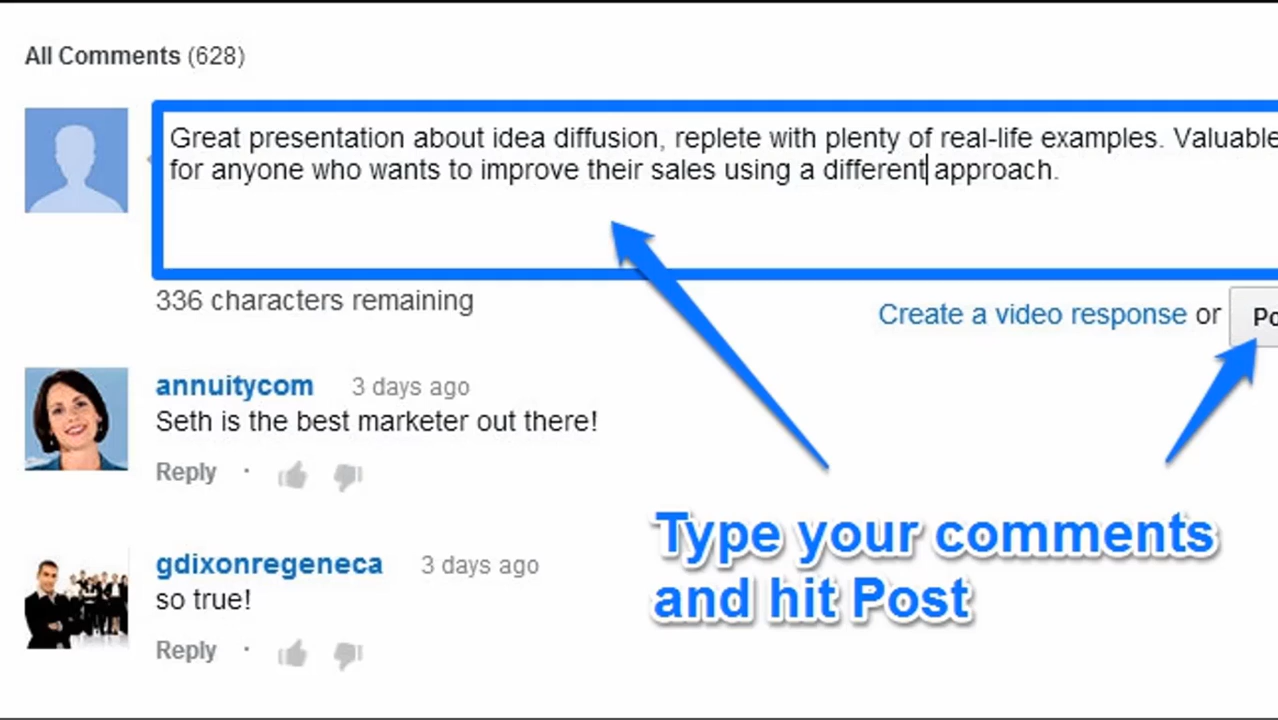 All Comments (628)
Great presentation about idea diffusion, replete with plenty of real-life examples. Valuable
for anyone who wants to improve their sales using a different approach.
336 characters remaining
Create a video response or
annuitycom 3 days ago
Seth is the best marketer out there!
Reply ·
gdixonregeneca 3 days ago
so true!
Reply ·
Type your comments
and hit Post